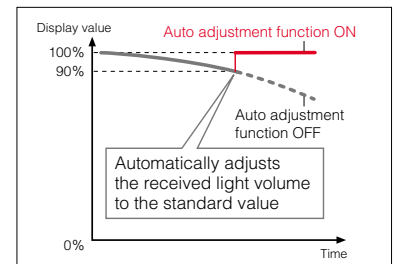 Display value
Auto adjustment function ON
100%
90%
Auto adjustment
function OFF
Automatically adjusts
the received light volume
to the standard value
0%
Time